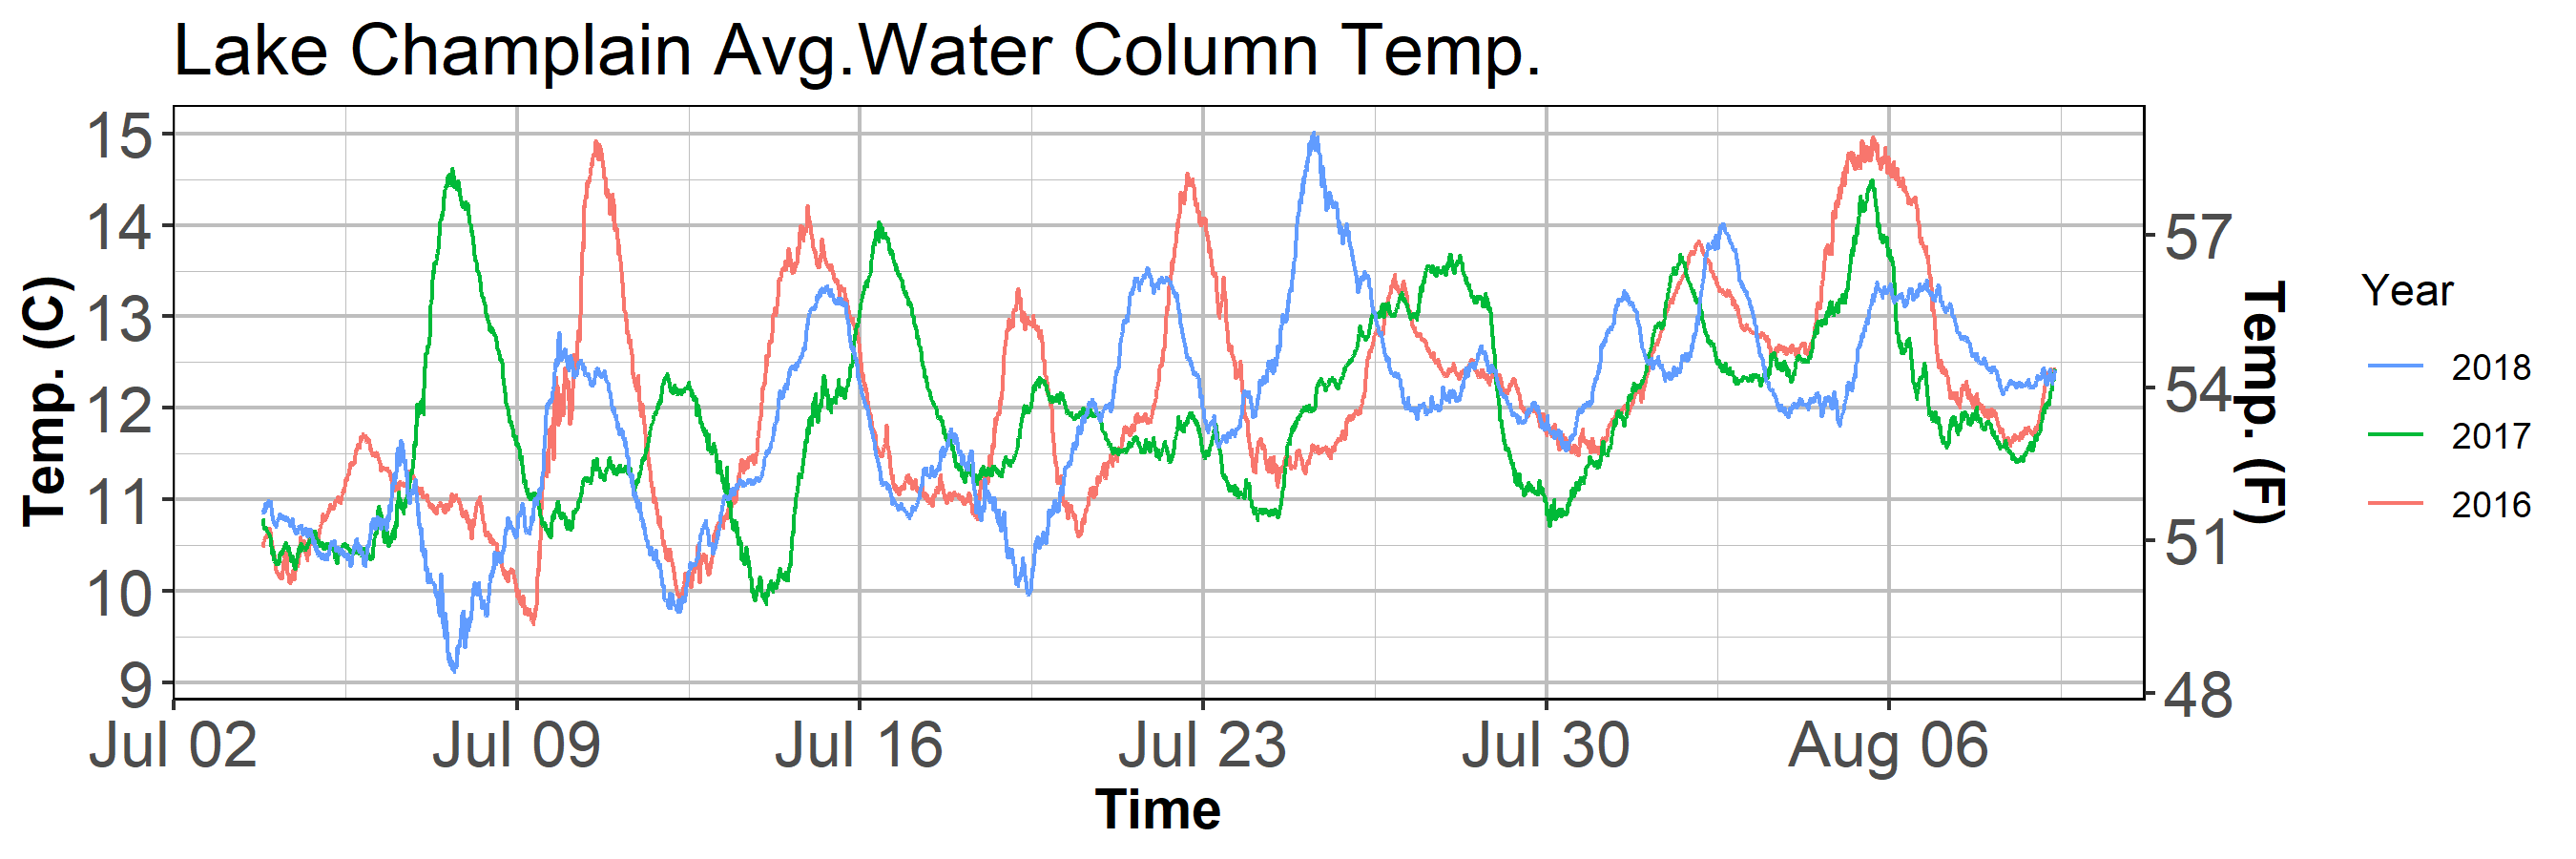 Lake Champlain Avg.Water Column Temp.
15
14
13
12
11
10
9
Temp. (C)
57
54
51
48
Temp. (F)
Jul 02
Jul 09
Jul 16
Jul 23
Jul 30
Aug 06
Time
Year
2018
2017
2016